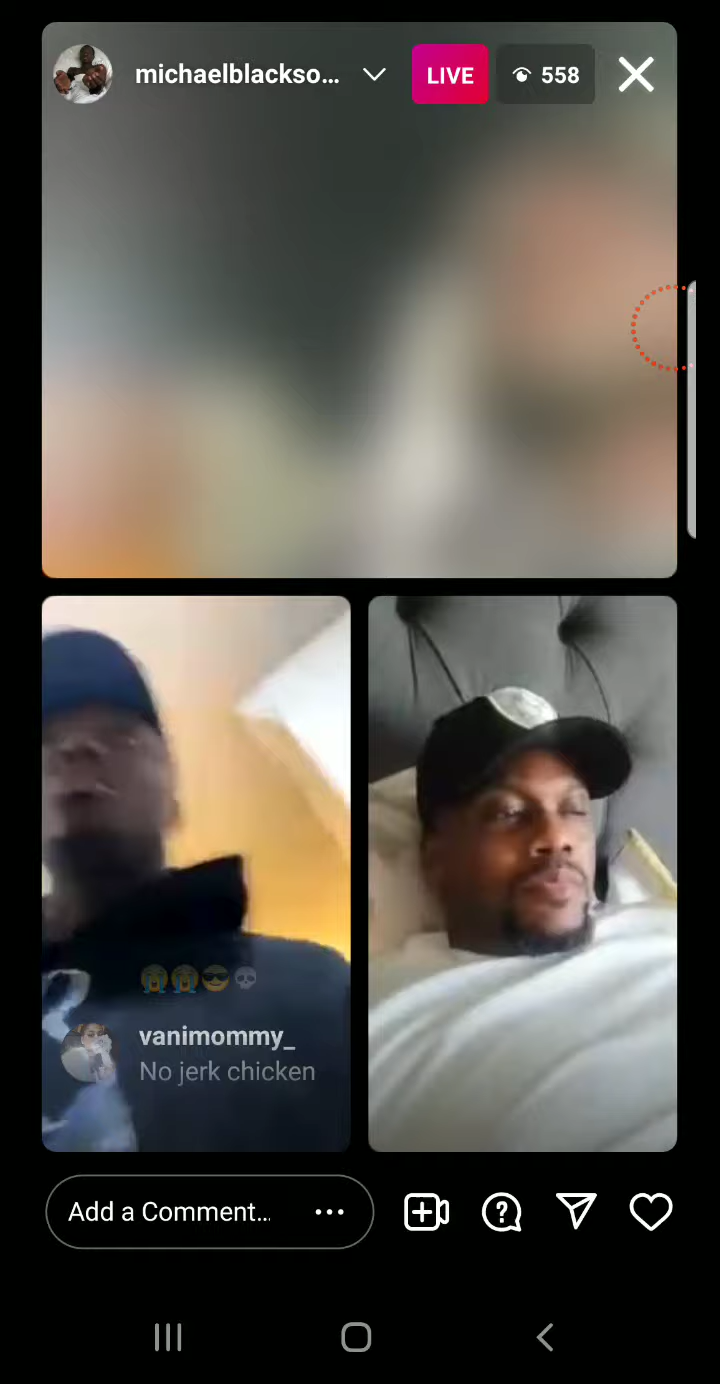 michaelblackso...
LIVE
558
😭😭😎💀
vanimommy_
No jerk chicken
Add a Comment...